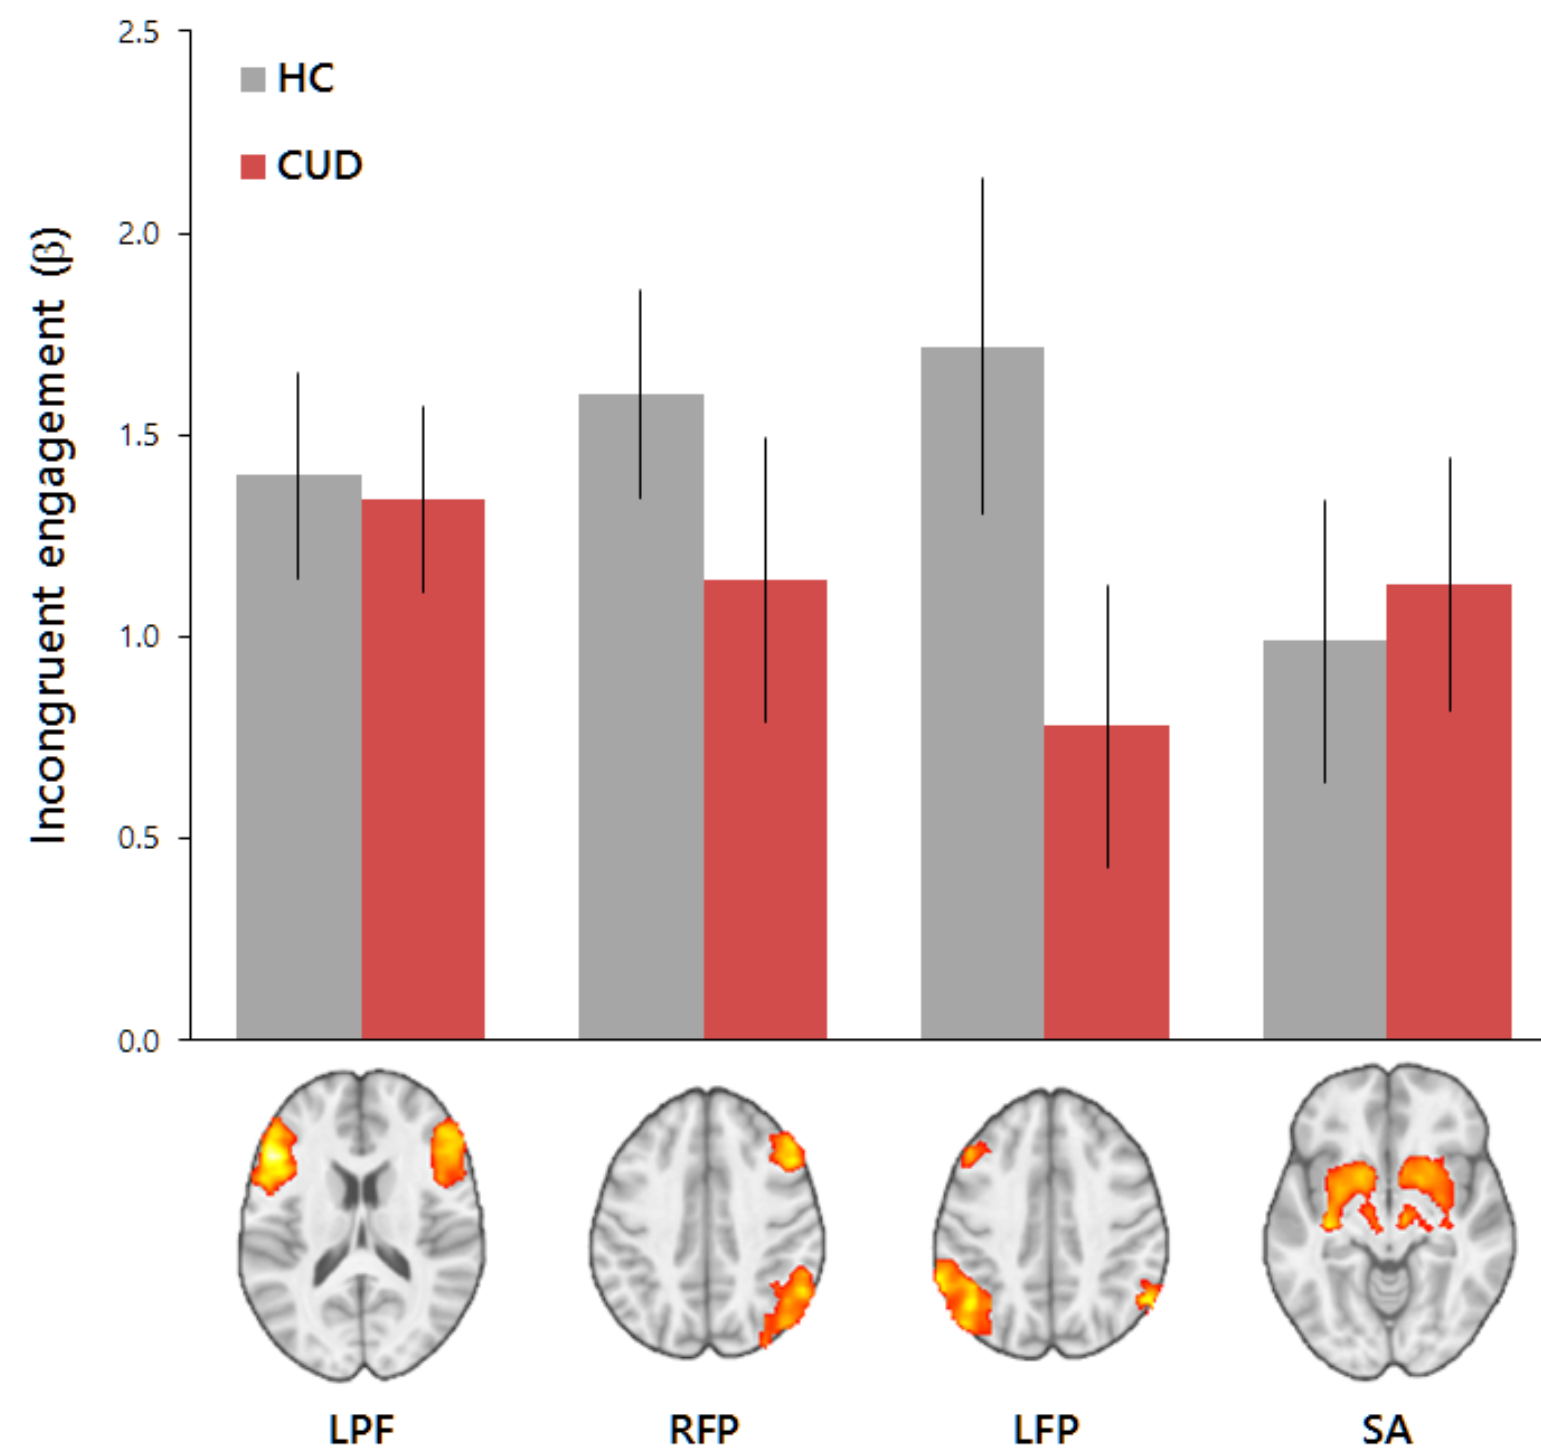 2.5
HC
CUD
2.0
1.5
1.0
0.5
0.0
Incongruent engagement (β)
LPF
RFP
LFP
SA